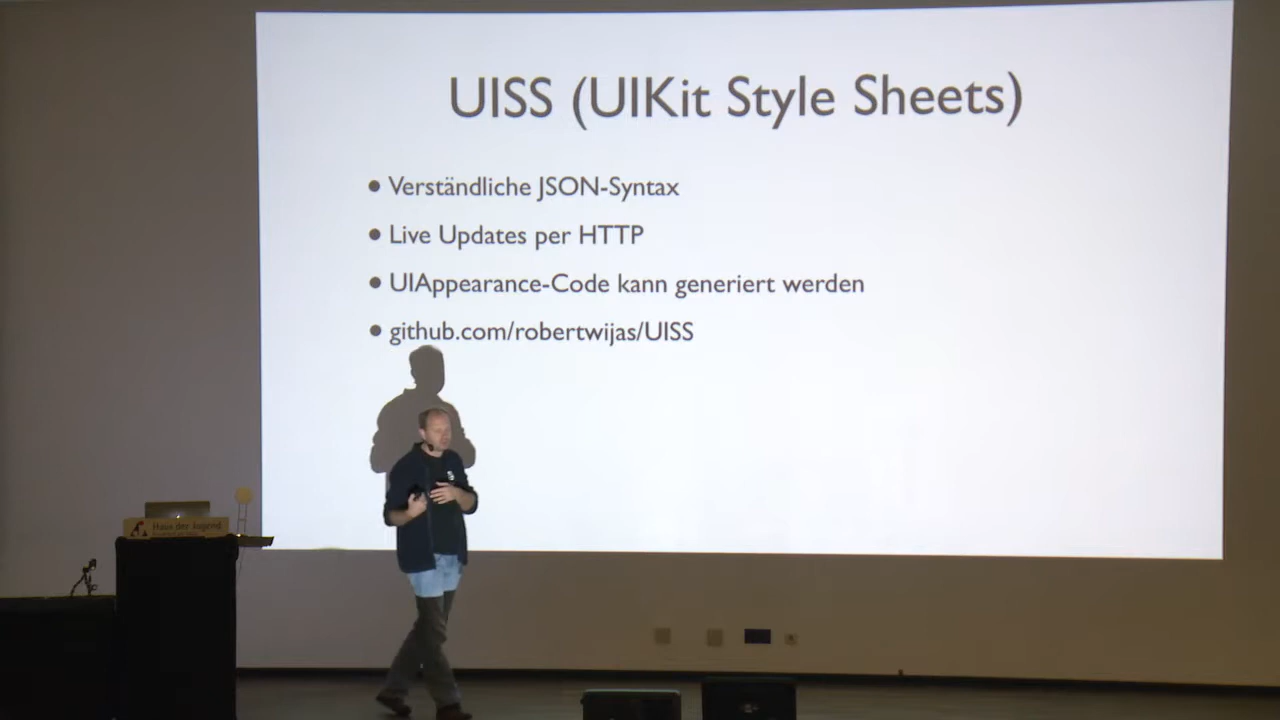 UISS (UIKit Style Sheets)
• Verständliche JSON-Syntax
• Live Updates per HTTP
• UIAppearance-Code kann generiert werden
• github.com/robertwijas/UISS
Haus der Jugend